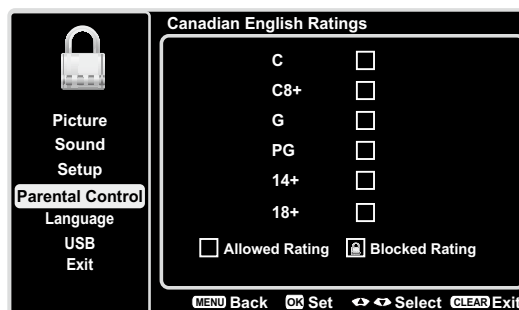 Canadian English Ratings
Picture
Sound
Setup
Parental Control
Language
USB
Exit
C
C8+
G
PG
14+
18+
Allowed Rating Blocked Rating
MENU Back OK Set Select CLEAR Exit